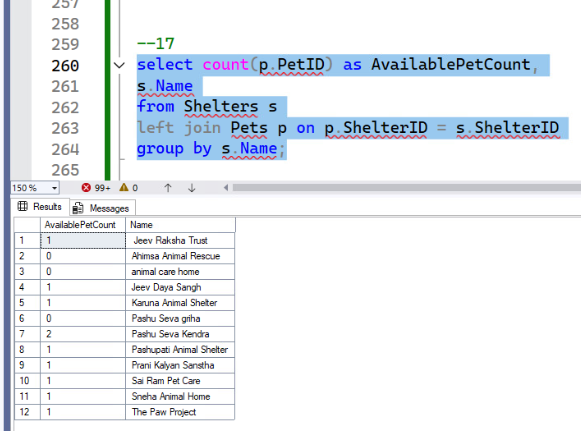 257
258
259 --17
260 select count(p.PetID) as AvailablePetCount,
261 s.Name
262 from Shelters s
263 left join Pets p on p.ShelterID = s.ShelterID
264 group by s.Name;
265
150 % 99+ 0
Results Messages
AvailablePetCount Name
1 1 Jeev Raksha Trust
2 0 Ahimsa Animal Rescue
3 0 animal care home
4 1 Jeev Daya Sangh
5 1 Karuna Animal Shelter
6 0 Pashu Seva griha
7 2 Pashu Seva Kendra
8 1 Pashupati Animal Shelter
9 1 Prani Kalyan Sanstha
10 1 Sai Ram Pet Care
11 1 Sneha Animal Home
12 1 The Paw Project